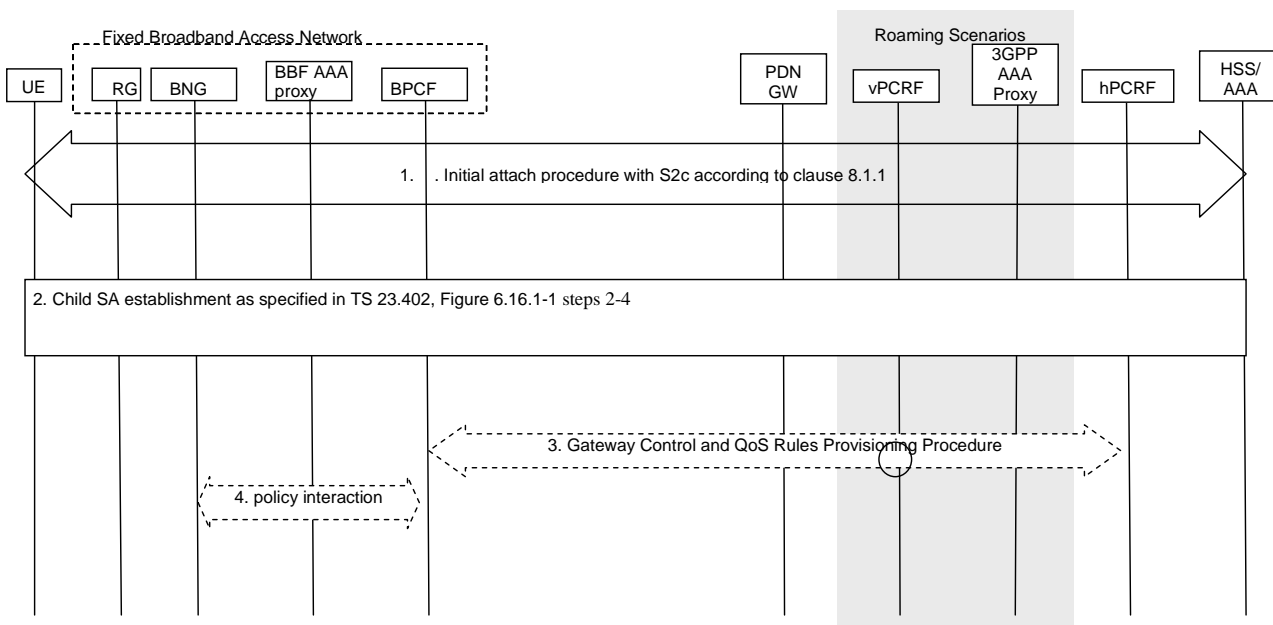 Fixed Broadband Access Network
Roaming Scenarios
UE
RG
BNG
BBF AAA
proxy
BPCF
PDN
GW
vPCRF
3GPP
AAA
Proxy
hPCRF
HSS/
AAA
1. . Initial attach procedure with S2c according to clause 8.1.1
2. Child SA establishment as specified in TS 23.402, Figure 6.16.1-1 steps 2-4
3. Gateway Control and QoS Rules Provisioning Procedure
4. policy interaction